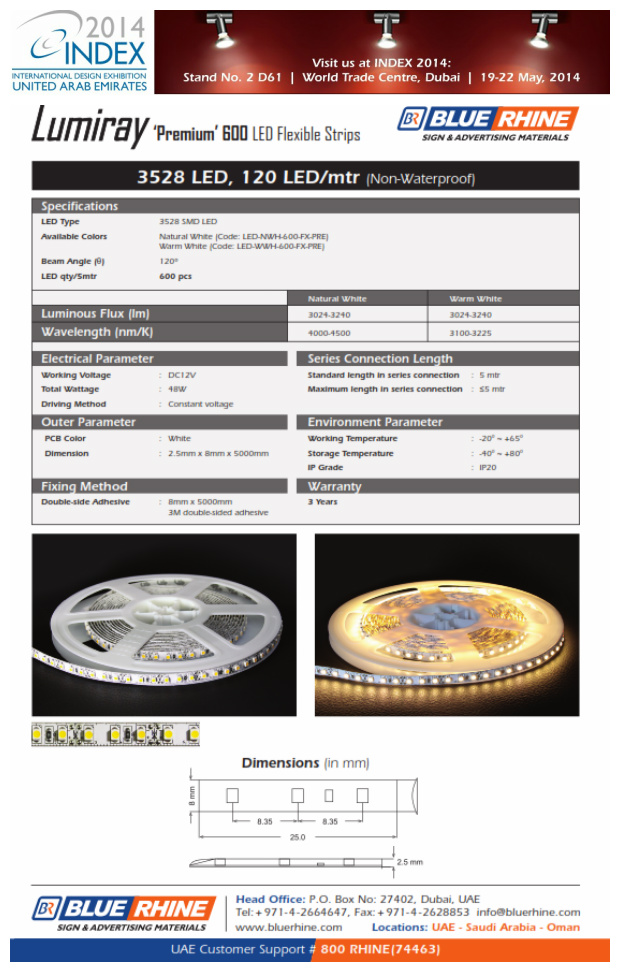 2014
INDEX
INTERNATIONAL DESIGN EXHIBITION
UNITED ARAB EMIRATES
Visit us at INDEX 2014:
Stand No. 2 D61 | World Trade Centre, Dubai | 19-22 May, 2014
Lumiray 'Premium' 600 LED Flexible Strips
BR BLUE RHINE
SIGN & ADVERTISING MATERIALS
3528 LED, 120 LED/mtr (Non-Waterproof)
Specifications
LED Type 3528 SMD LED
Available Colors Natural White (Code: LED-NWH-600-FX-PRE)
Warm White (Code: LED-WWH-600-FX-PRE)
Beam Angle (θ) 120º
LED qty/5mtr 600 pcs
Natural White Warm White
Luminous Flux (lm) 3024-3240 3024-3240
Wavelength (nm/K) 4000-4500 3100-3225
Electrical Parameter Series Connection Length
Working Voltage : DC12V Standard length in series connection : 5 mtr
Total Wattage : 48W Maximum length in series connection : ≤5 mtr
Driving Method : Constant voltage
Outer Parameter Environment Parameter
PCB Color : White Working Temperature : -20º ~ +65º
Dimension : 2.5mm x 8mm x 5000mm Storage Temperature : -40º ~ +80º
IP Grade : IP20
Fixing Method Warranty
Double-side Adhesive : 8mm x 5000mm 3 Years
3M double-sided adhesive
Dimensions (in mm)
8 mm
8.35 8.35
25.0
2.5 mm
BR BLUE RHINE
SIGN & ADVERTISING MATERIALS
Head Office: P.O. Box No: 27402, Dubai, UAE
Tel:+971-4-2664647, Fax:+971-4-2628853 info@bluerhine.com
www.bluerhine.com Locations: UAE - Saudi Arabia - Oman
UAE Customer Support # 800 RHINE(74463)